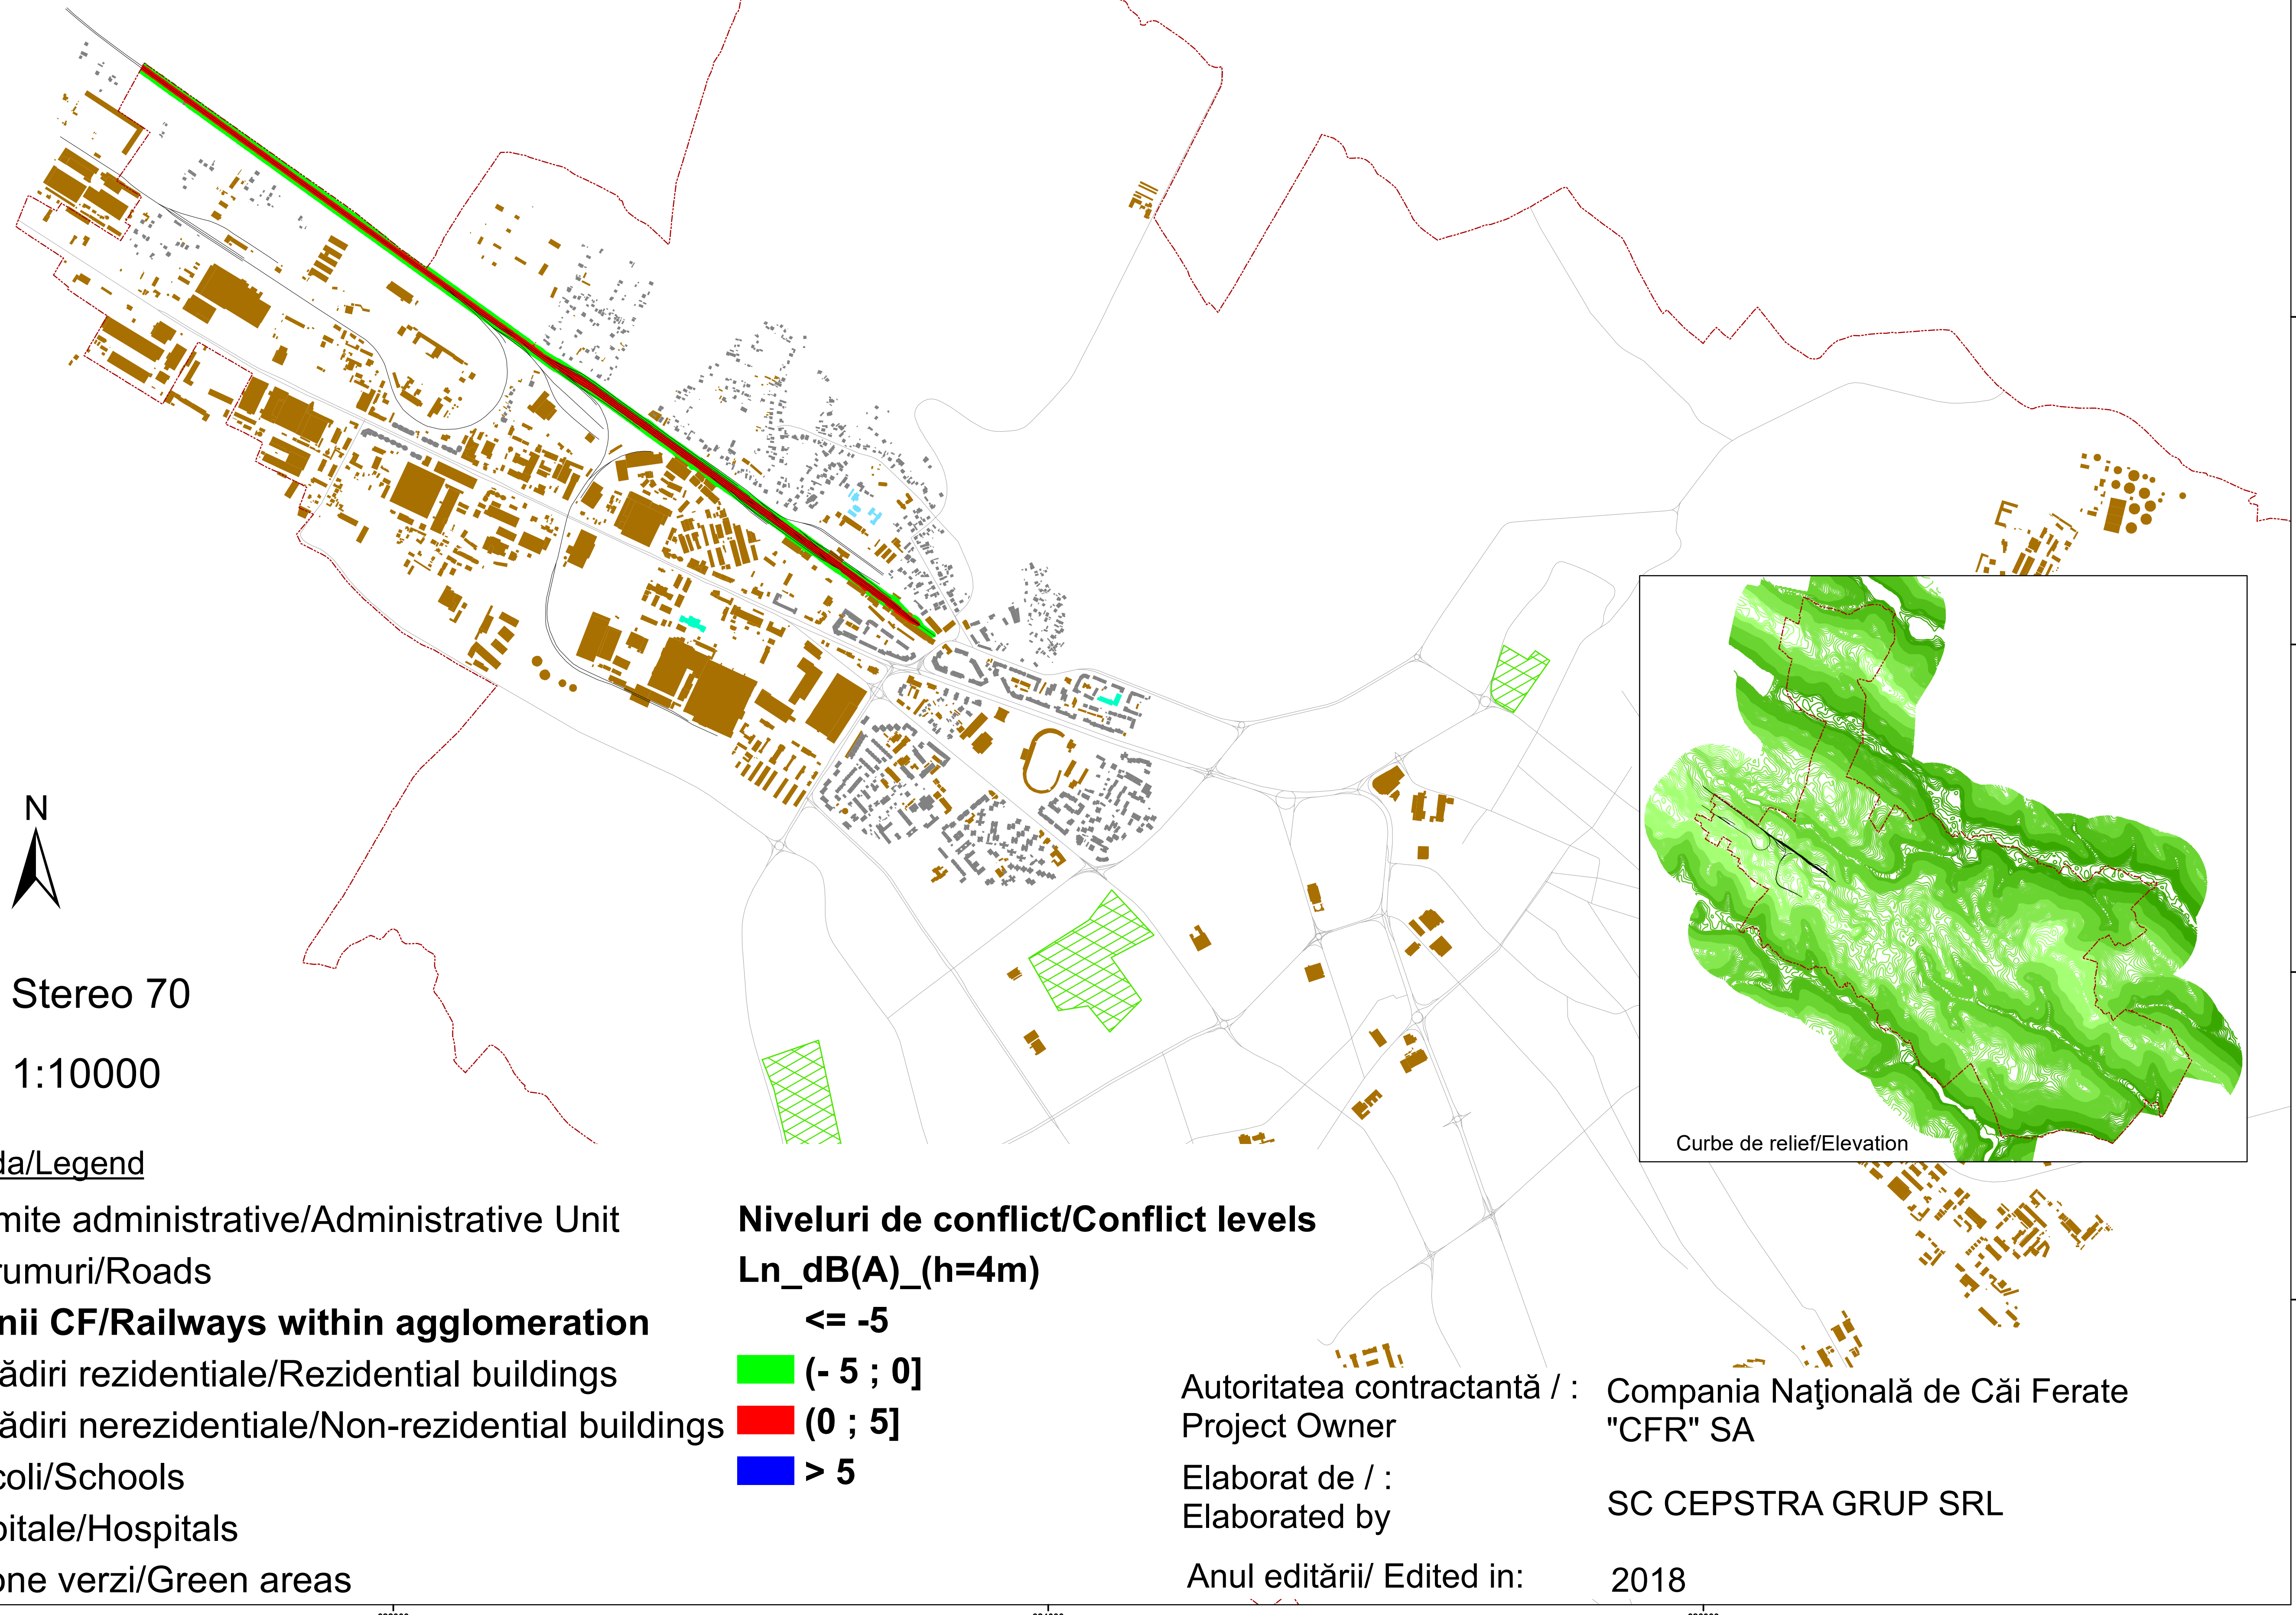 N
Stereo 70
1:10000
da/Legend
mite administrative/Administrative Unit
rumuri/Roads
nii CF/Railways within agglomeration
ădiri rezidentiale/Rezidential buildings
ădiri nerezidentiale/Non-rezidential buildings
coli/Schools
pitale/Hospitals
one verzi/Green areas
Niveluri de conflict/Conflict levels
Ln_dB(A)_(h=4m)
<= -5
(- 5 ; 0]
(0 ; 5]
> 5
Curbe de relief/Elevation
Autoritatea contractantă / :
Project Owner
Compania Naţională de Căi Ferate
"CFR" SA
Elaborat de / :
Elaborated by
SC CEPSTRA GRUP SRL
Anul editării/ Edited in:
2018